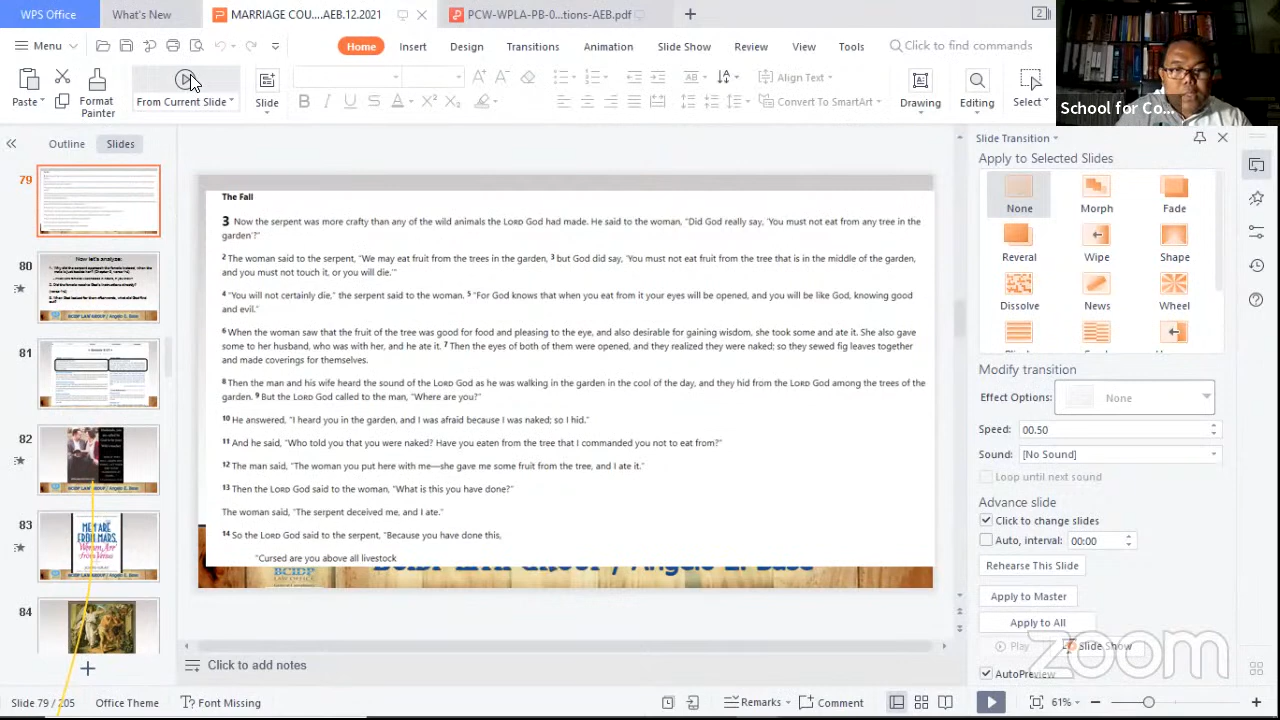 WPS Office
What's New
MARRIAGE COU....AEB.12.2021
PCW-WPLA-PB-0...tions-AEB.pdf
2
Menu
Home
Insert
Design
Transitions
Animation
Slide Show
Review
View
Tools
Click to find commands
Paste
Format
Painter
From Current Slide
Slide
B I U S A X² X₂
AB
Align Text
Convert To SmartArt
Drawing
Editing
Select
School for Co...
Outline
Slides
79
80
Now let's analyze:
81
82
83
MEN ARE
FROM MARS,
Women Are
From Venus
84
The Fall
3 Now the serpent was more crafty than any of the wild animals the LORD God had made. He said to the woman, "Did God really say, 'You must not eat from any tree in the
garden'?"
2 The woman said to the serpent, "We may eat fruit from the trees in the garden, 3 but God did say, 'You must not eat fruit from the tree that is in the middle of the garden,
and you must not touch it, or you will die.'"
4 "You will not certainly die," the serpent said to the woman. 5 "For God knows that when you eat from it your eyes will be opened, and you will be like God, knowing good
and evil."
6 When the woman saw that the fruit of the tree was good for food and pleasing to the eye, and also desirable for gaining wisdom, she took some and ate it. She also gave
some to her husband, who was with her, and he ate it. 7 Then the eyes of both of them were opened, and they realized they were naked; so they sewed fig leaves together
and made coverings for themselves.
8 Then the man and his wife heard the sound of the LORD God as he was walking in the garden in the cool of the day, and they hid from the LORD God among the trees of the
garden. 9 But the LORD God called to the man, "Where are you?"
10 He answered, "I heard you in the garden, and I was afraid because I was naked; so I hid."
11 And he said, "Who told you that you were naked? Have you eaten from the tree that I commanded you not to eat from?"
12 The man said, "The woman you put here with me—she gave me some fruit from the tree, and I ate it."
13 Then the LORD God said to the woman, "What is this you have done?"
The woman said, "The serpent deceived me, and I ate."
14 So the LORD God said to the serpent, "Because you have done this,
"Cursed are you above all livestock
BCIDP
LAW OFFICE
Slide Transition
Apply to Selected Slides
None
Morph
Fade
Reveral
Wipe
Shape
Dissolve
News
Wheel
Modify transition
Effect Options:
None
Speed:
00.50
Sound:
[No Sound]
Loop until next sound
Advance slide
Click to change slides
Auto, interval:
00:00
Rehearse This Slide
Apply to Master
Apply to All
Play
Slide Show
AutoPreview
zoom
Click to add notes
Slide 79 / 205
Office Theme
Font Missing
Remarks
Comment
61%